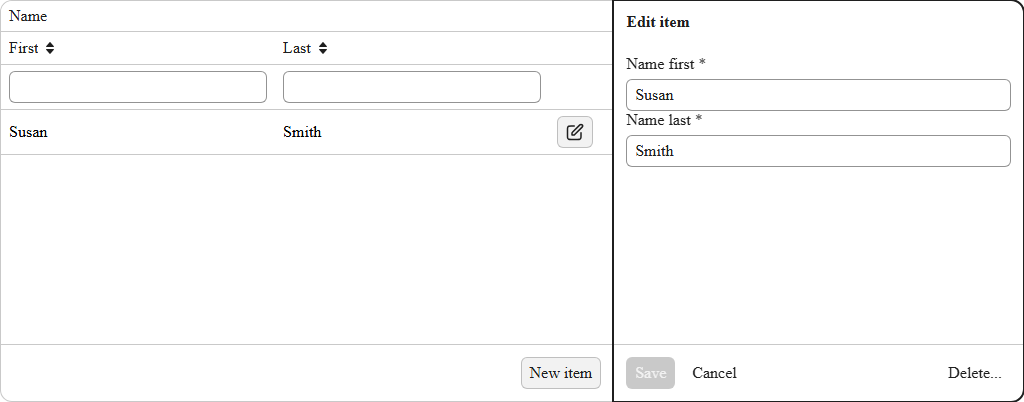 Name
First
Last
Susan
Smith
New item
Edit item
Name first *
Susan
Name last *
Smith
Save
Cancel
Delete...